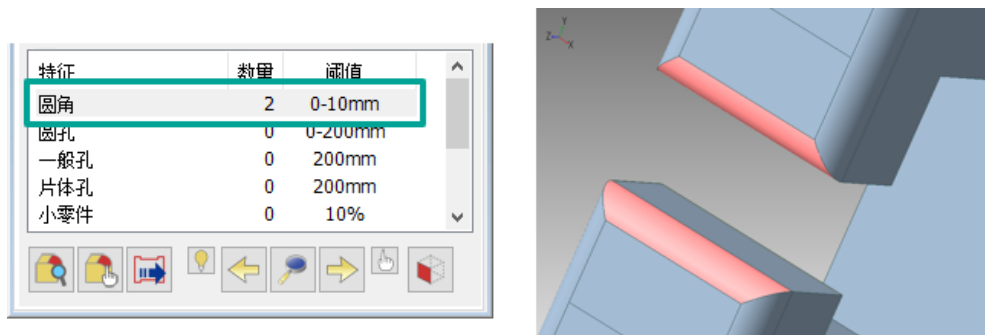 特征 数量 阈值
圆角 2 0-10mm
圆孔 0 0-200mm
一般孔 0 200mm
片体孔 0 200mm
小零件 0 10%
Y
Z
X